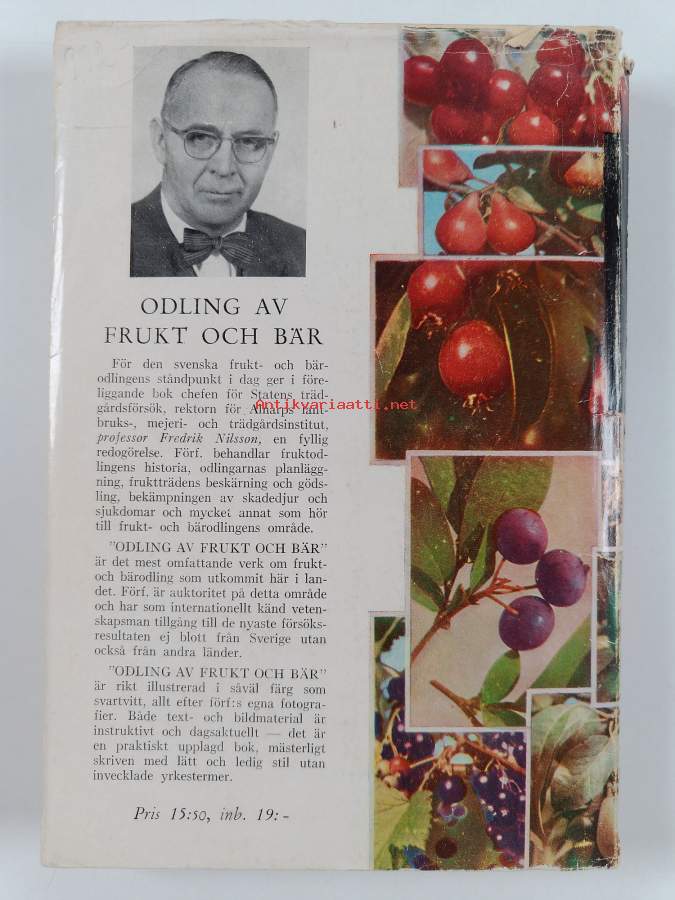 ODLING AV
FRUKT OCH BÄR
För den svenska frukt- och bär-
odlingens ståndpunkt i dag ger i före-
liggande bok chefen för Statens träd-
gårdsförsök, rektorn för Alnarps lant-
Antikvariaatti.net
bruks-, mejeri- och trädgårdsinstitut,
professor Fredrik Nilsson, en fyllig
redogörelse. Förf. behandlar fruktod-
lingens historia, odlingarnas planlägg-
ning, fruktträdens beskärning och göds-
ling, bekämpningen av skadedjur och
sjukdomar och mycket annat som hör
till frukt- och bärodlingens område.
"ODLING AV FRUKT OCH BÄR"
är det mest omfattande verk om frukt-
och bärodling som utkommit här i lan-
det. Förf. är auktoritet på detta område
och har som internationellt känd veten-
skapsman tillgång till de nyaste försöks-
resultaten ej blott från Sverige utan
också från andra länder.
"ODLING AV FRUKT OCH BÄR"
är rikt illustrerad i såväl färg som
svartvitt, allt efter förf:s egna fotogra-
fier. Både text- och bildmaterial är
instruktivt och dagsaktuellt — det är
en praktiskt upplagd bok, mästerligt
skriven med lätt och ledig stil utan
invecklade yrkestermer.
Pris 15:50, inb. 19: -